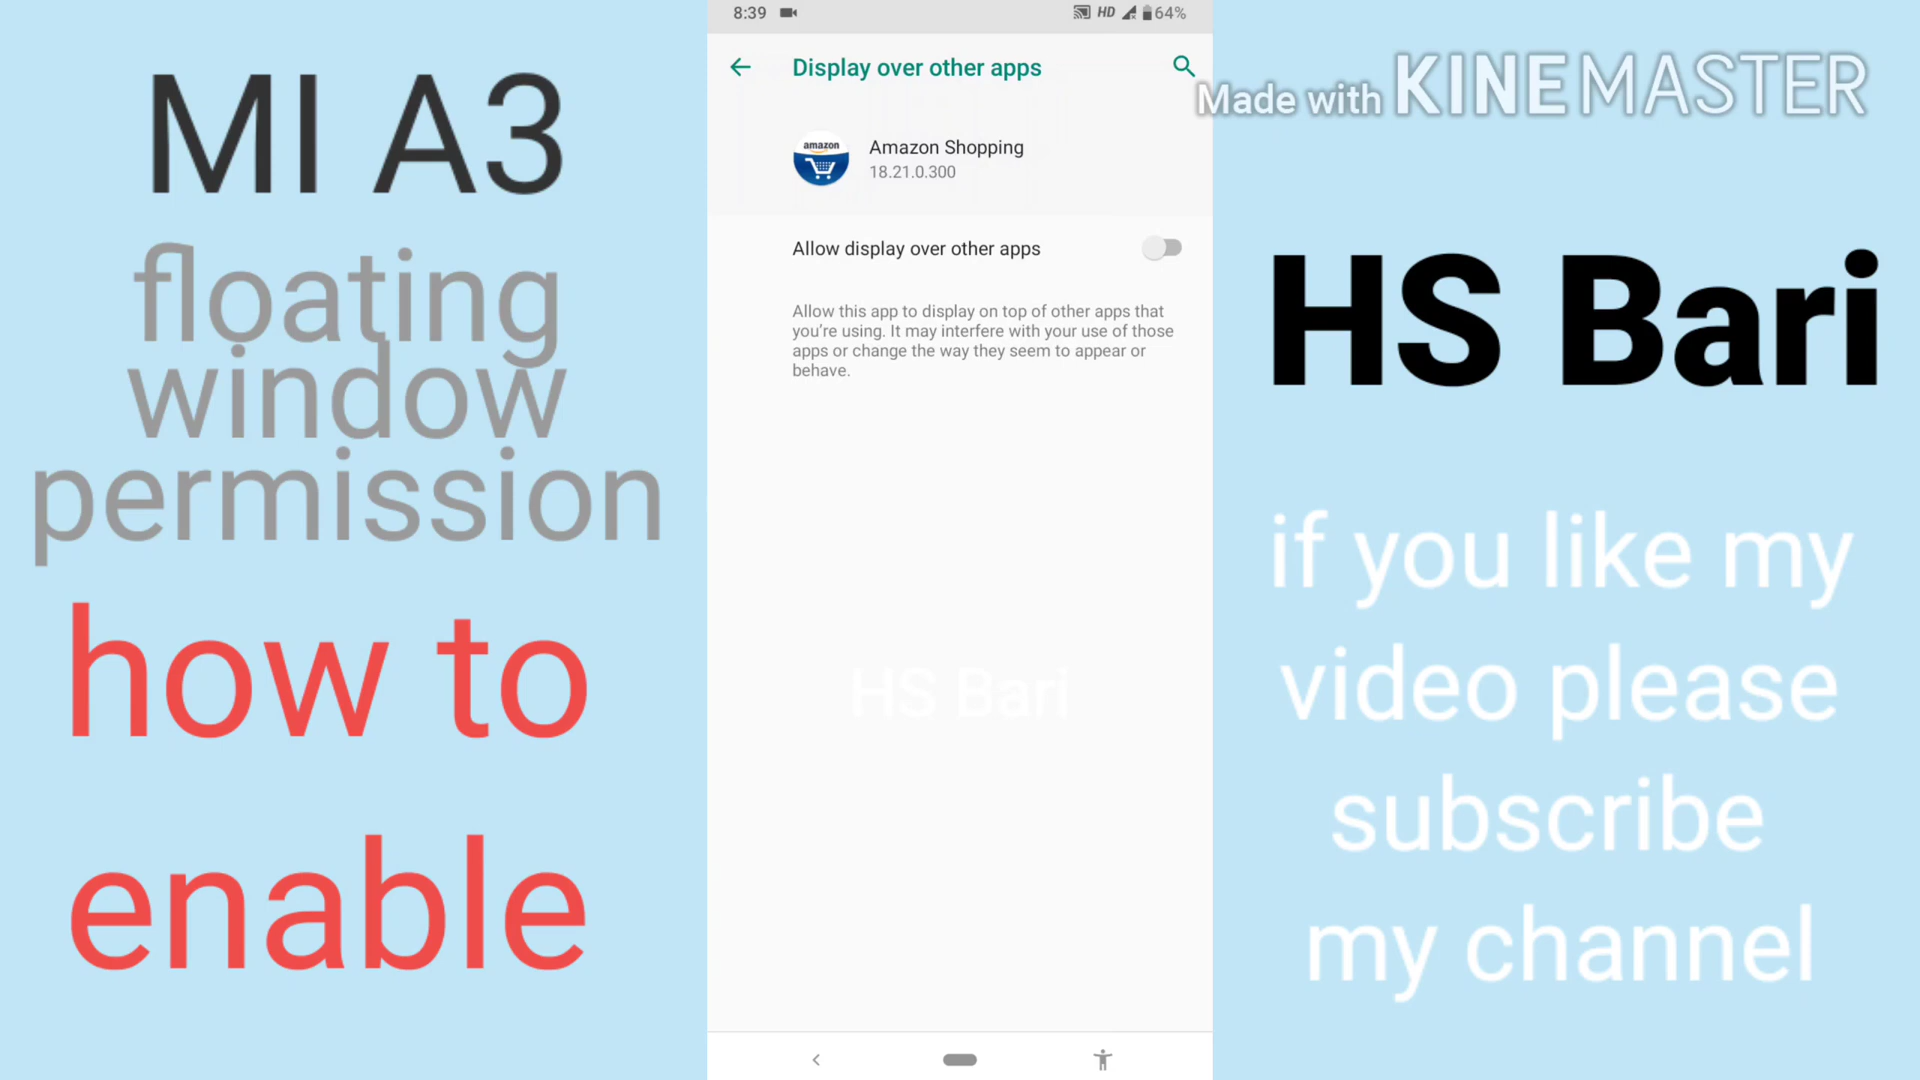 MI A3
floating
window
permission
how to
enable
8:39
HD
64%
Display over other apps
amazon
Amazon Shopping
18.21.0.300
Allow display over other apps
Allow this app to display on top of other apps that
you’re using. It may interfere with your use of those
apps or change the way they seem to appear or
behave.
HS Bari
Made with KINEMASTER
HS Bari
if you like my
video please
subscribe
my channel